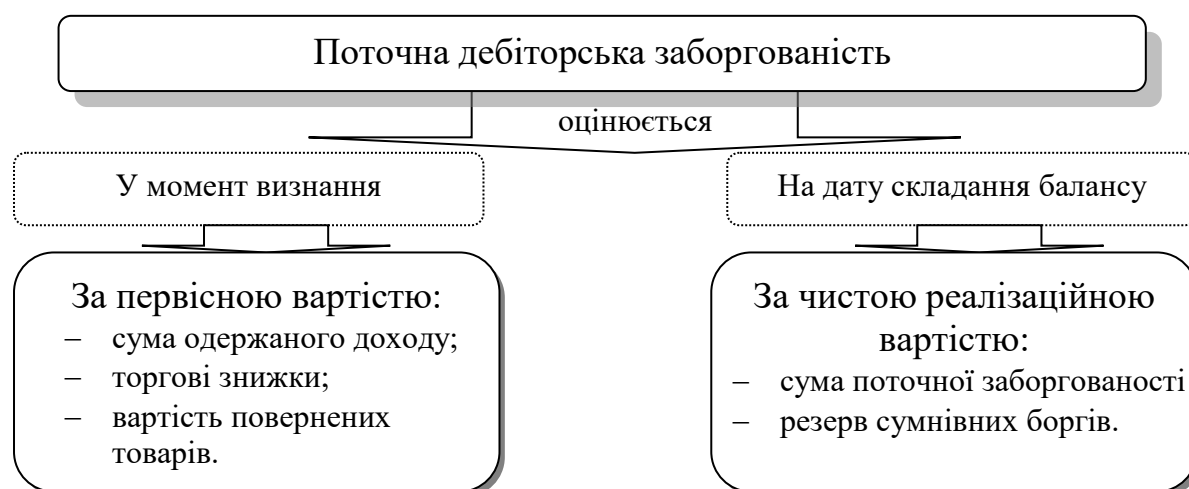 Поточна дебіторська заборгованість
оцінюється
У момент визнання
На дату складання балансу
За первісною вартістю:
– сума одержаного доходу;
– торгові знижки;
– вартість повернених
товарів.
За чистою реалізаційною
вартістю:
– сума поточної заборгованості
– резерв сумнівних боргів.